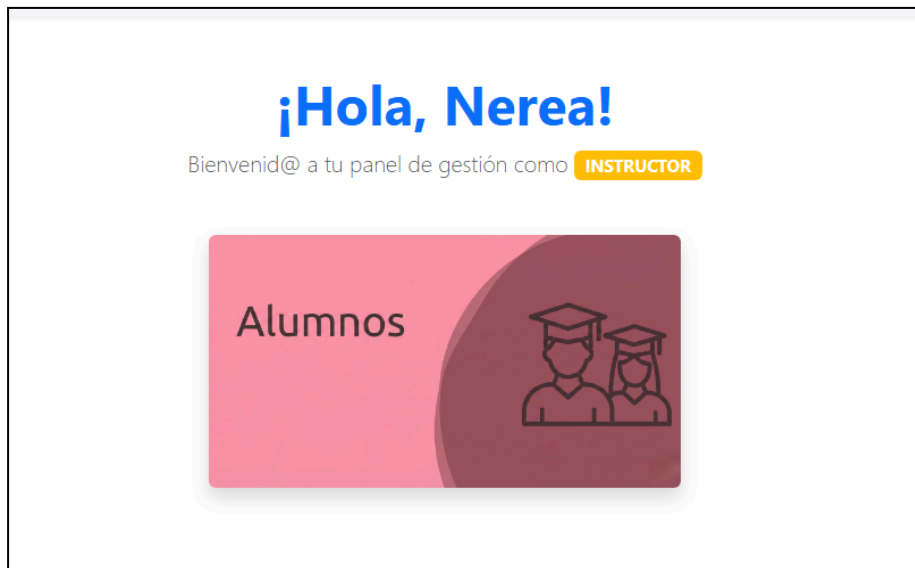 ¡Hola, Nerea!
Bienvenid@ a tu panel de gestión como INSTRUCTOR
Alumnos